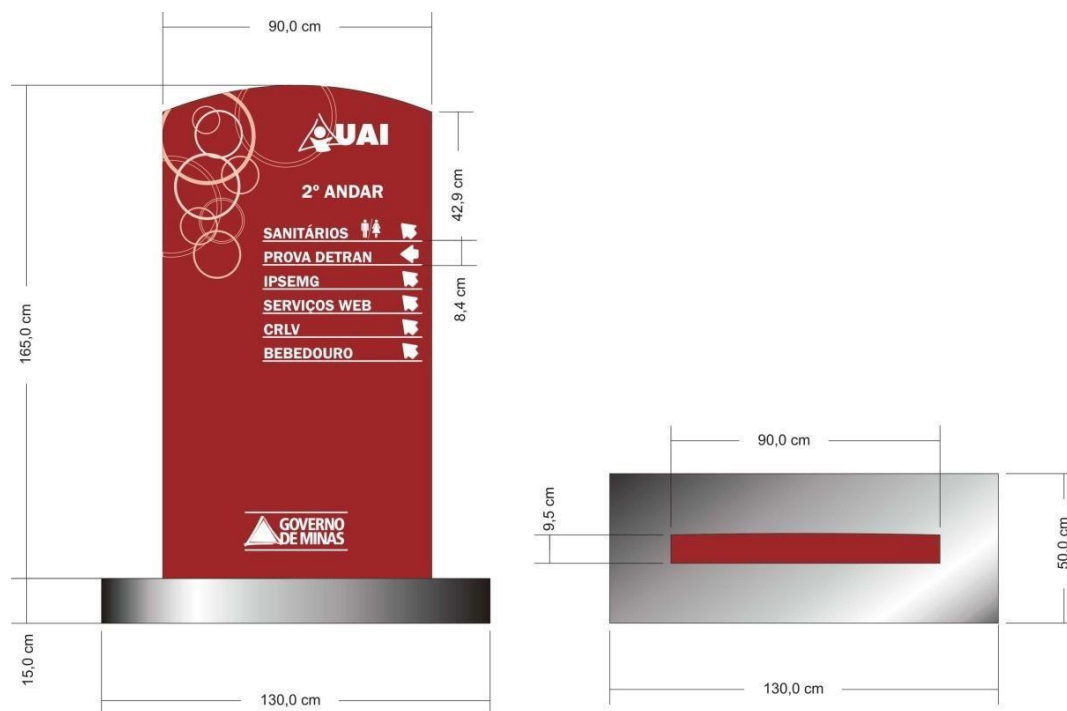 90,0 cm
UAI
2º ANDAR
42,9 cm
SANITÁRIOS
PROVA DETRAN
IPSEMG
SERVIÇOS WEB
CRLV
BEBEDOURO
8,4 cm
165,0 cm
GOVERNO
DE MINAS
15,0 cm
130,0 cm
90,0 cm
9,5 cm
50,0 cm
130,0 cm